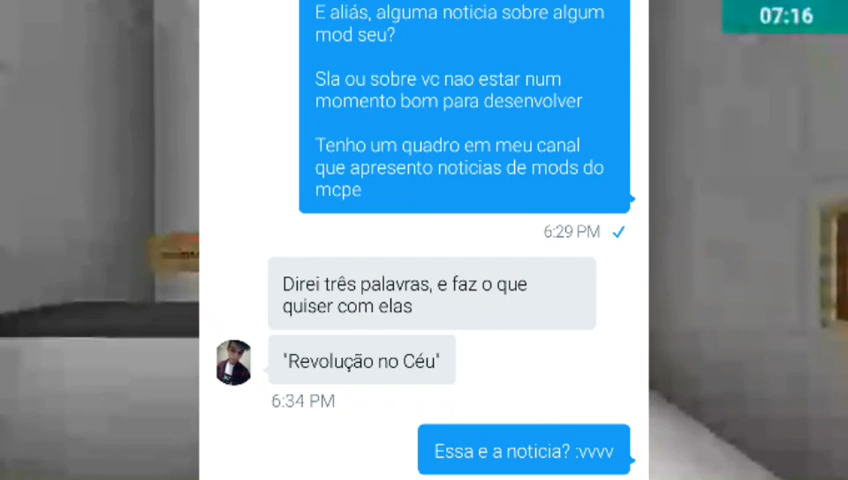 07:16
E aliás, alguma noticia sobre algum
mod seu?
Sla ou sobre vc nao estar num
momento bom para desenvolver
Tenho um quadro em meu canal
que apresento noticias de mods do
mcpe
6:29 PM
Direi três palavras, e faz o que
quiser com elas
"Revolução no Céu"
6:34 PM
Essa e a noticia? :vvvv